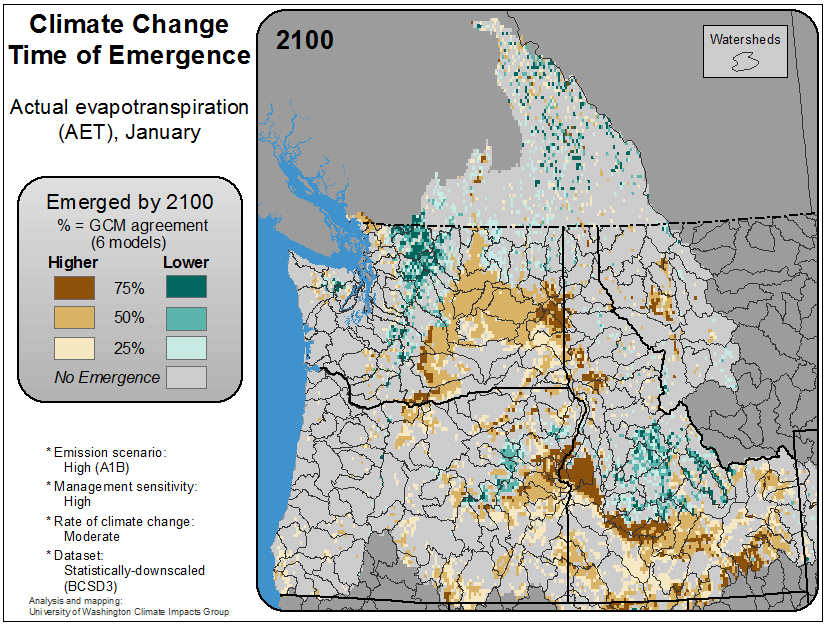 Climate Change
Time of Emergence
Actual evapotranspiration
(AET), January
Emerged by 2100
% = GCM agreement
(6 models)
Higher Lower
75%
50%
25%
No Emergence
* Emission scenario:
High (A1B)
* Management sensitivity:
High
* Rate of climate change:
Moderate
* Dataset:
Statistically-downscaled
(BCSD3)
Analysis and mapping:
University of Washington Climate Impacts Group
2100
Watersheds